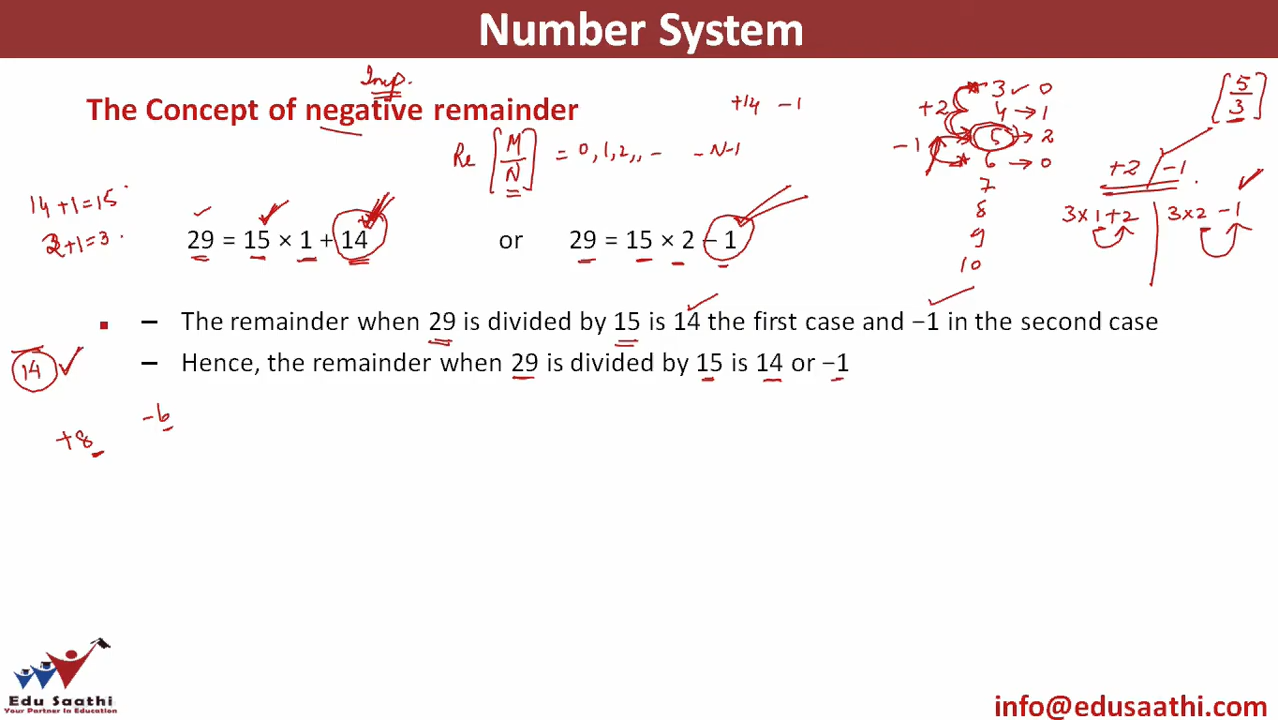 Number System
Imp.
The Concept of negative remainder
+14 -1
Re [M/N] = 0, 1, 2, , - - N-1
3 ✓ 0
+2 4 → 1
-1 5 → 2
6 → 0
7
8
9
10
[5/3]
+2 -1
3 x 1 + 2 3 x 2 - 1
14 + 1 = 15
2 + 1 = 3
29 = 15 × 1 + 14 or 29 = 15 × 2 − 1
▪ – The remainder when 29 is divided by 15 is 14 the first case and −1 in the second case
– Hence, the remainder when 29 is divided by 15 is 14 or −1
14 ✓
-6
+8
Edu Saathi
Your Partner in Education
info@edusaathi.com